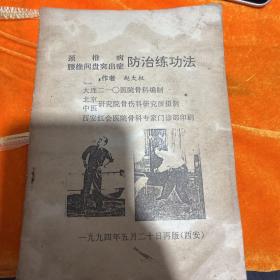 颈椎病
腰椎间盘突出症 防治练功法
作者 赵大权
大连二一〇医院骨科编制
北京
中医研究院骨伤科研究所摄制
西安红会医院骨科专家门诊部印刷
一九九四年五月二十日再版(西安)